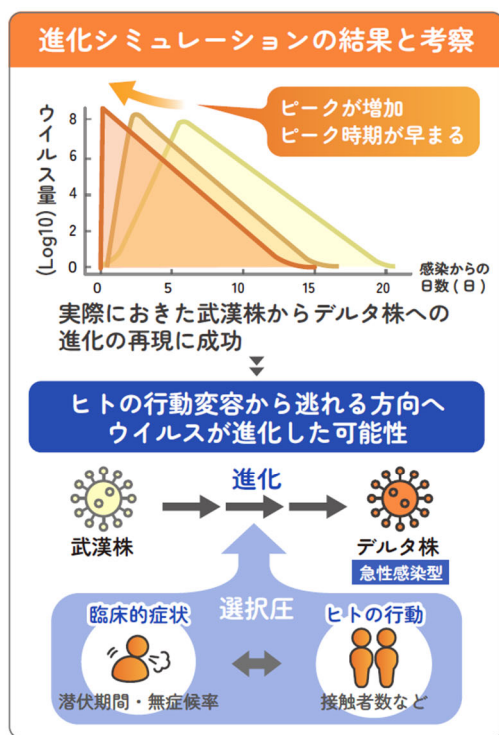 進化シミュレーションの結果と考察
ピークが増加
ピーク時期が早まる
ウイルス量
(Log10)
8
6
4
2
0
0
5
10
15
20
感染からの
日数(日)
実際におきた武漢株からデルタ株への
進化の再現に成功
ヒトの行動変容から逃れる方向へ
ウイルスが進化した可能性
進化
武漢株
デルタ株
急性感染型
選択圧
臨床的症状
潜伏期間・無症候率
ヒトの行動
接触者数など